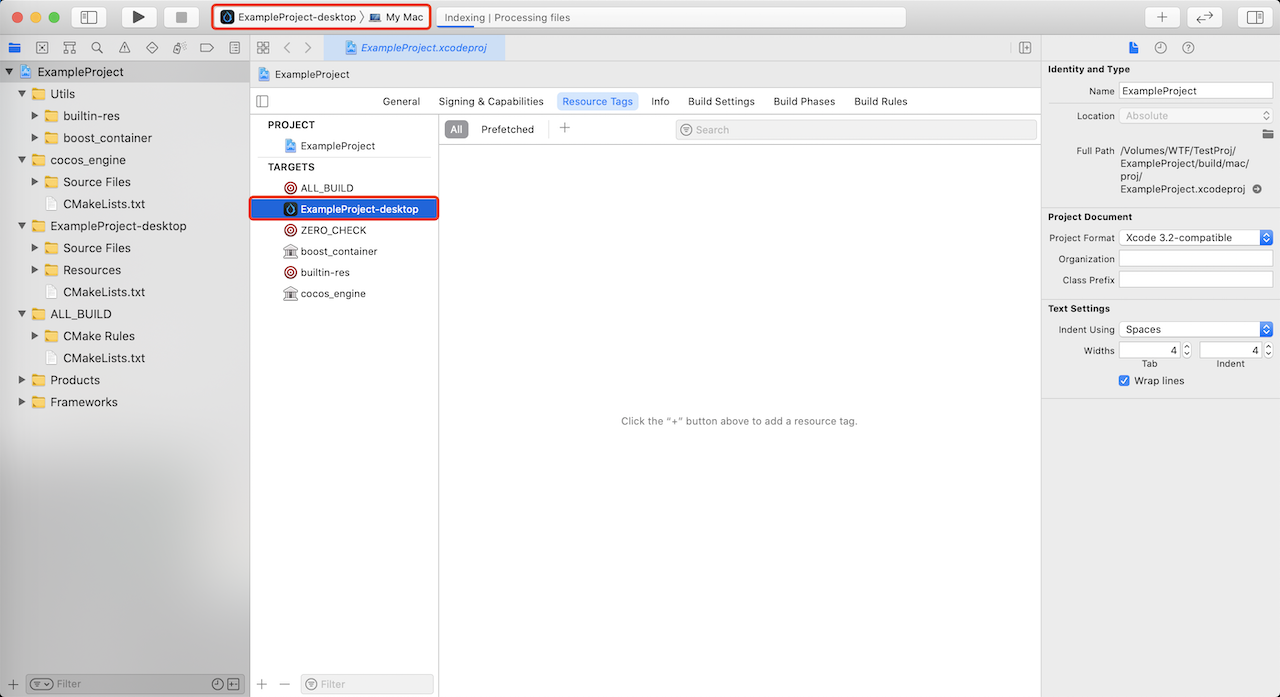 ExampleProject-desktop 〉 My Mac
Indexing | Processing files
ExampleProject.xcodeproj
ExampleProject
Utils
builtin-res
boost_container
cocos_engine
Source Files
CMakeLists.txt
ExampleProject-desktop
Source Files
Resources
CMakeLists.txt
ALL_BUILD
CMake Rules
CMakeLists.txt
Products
Frameworks
Filter
ExampleProject
General Signing & Capabilities Resource Tags Info Build Settings Build Phases Build Rules
PROJECT
ExampleProject
TARGETS
ALL_BUILD
ExampleProject-desktop
ZERO_CHECK
boost_container
builtin-res
cocos_engine
Filter
All Prefetched + Search
Click the “+” button above to add a resource tag.
Identity and Type
Name ExampleProject
Location Absolute
Full Path /Volumes/WTF/TestProj/
ExampleProject/build/mac/
proj/
ExampleProject.xcodeproj
Project Document
Project Format Xcode 3.2-compatible
Organization
Class Prefix
Text Settings
Indent Using Spaces
Widths 4 4
Tab Indent
Wrap lines